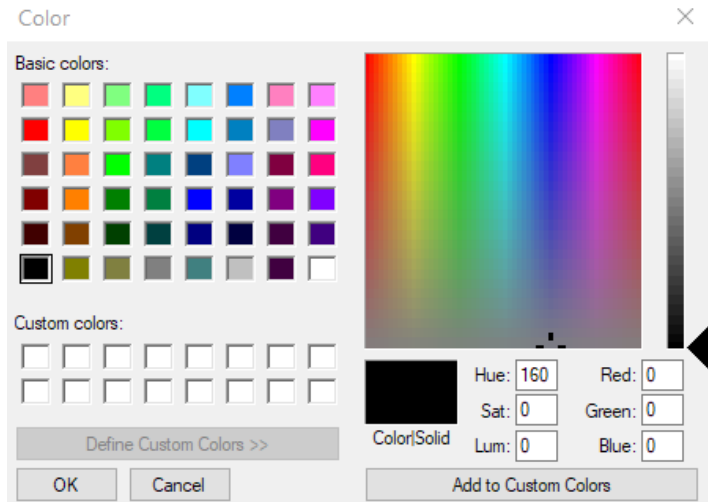 Color
Basic colors:
Custom colors:
Define Custom Colors >>
OK Cancel
Color|Solid
Hue: 160 Red: 0
Sat: 0 Green: 0
Lum: 0 Blue: 0
Add to Custom Colors